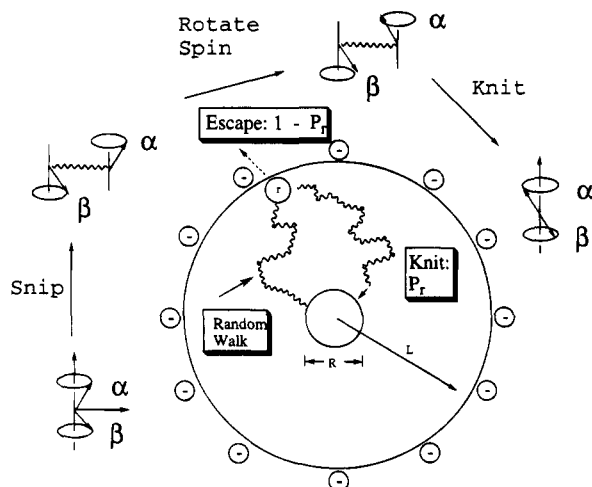 Rotate
Spin
α
β
Knit
Escape: 1 - Pr
α
β
r
α
β
Snip
Knit:
Pr
Random
Walk
R
L
α
β
-
-
-
-
-
-
-
-
-
-
-
-